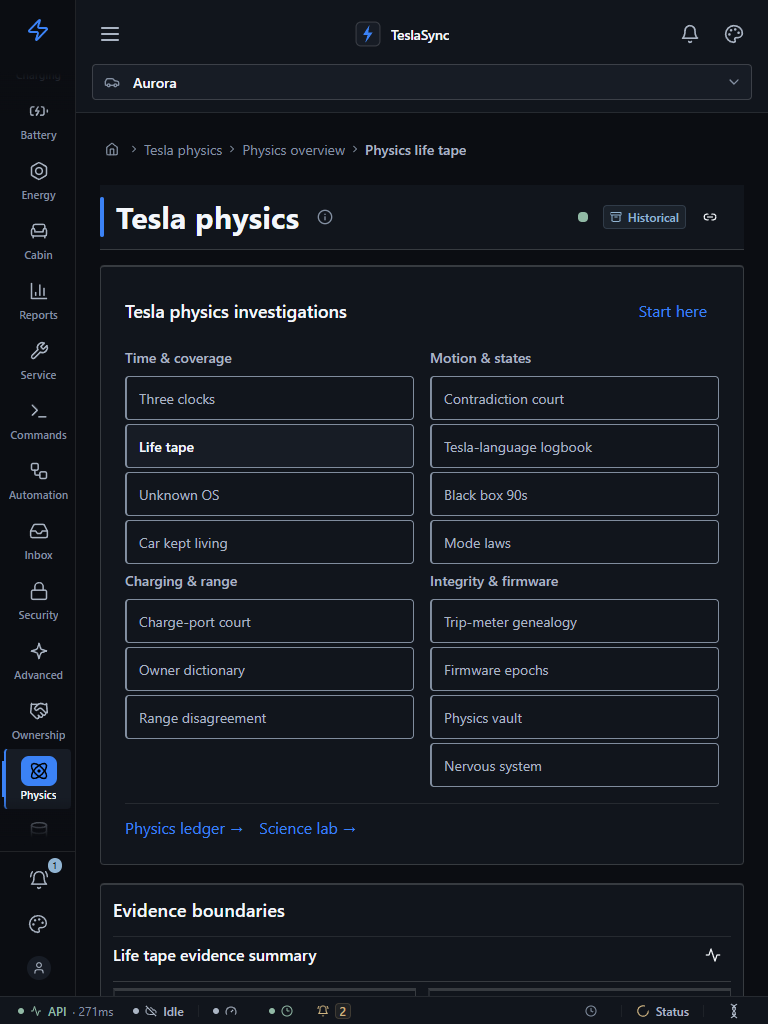 TeslaSync
Aurora
Charging
Battery
Energy
Cabin
Reports
Service
Commands
Automation
Inbox
Security
Advanced
Ownership
Physics
1
Tesla physics
Physics overview
Physics life tape
Tesla physics
Historical
Tesla physics investigations
Start here
Time & coverage
Three clocks
Life tape
Unknown OS
Car kept living
Motion & states
Contradiction court
Tesla-language logbook
Black box 90s
Mode laws
Charging & range
Charge-port court
Owner dictionary
Range disagreement
Integrity & firmware
Trip-meter genealogy
Firmware epochs
Physics vault
Nervous system
Physics ledger →
Science lab →
Evidence boundaries
Life tape evidence summary
API · 271ms
Idle
2
Status